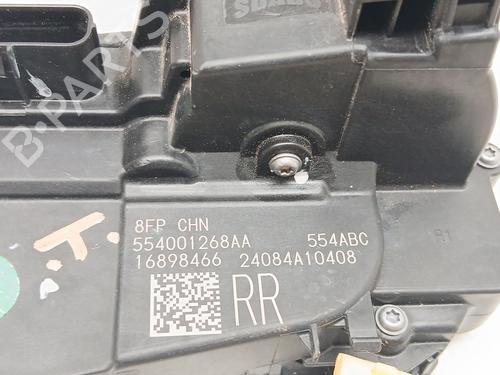 B-PARTS
8FP CHN
554001268AA 554ABC
16898466 24084A10408
RR
T.